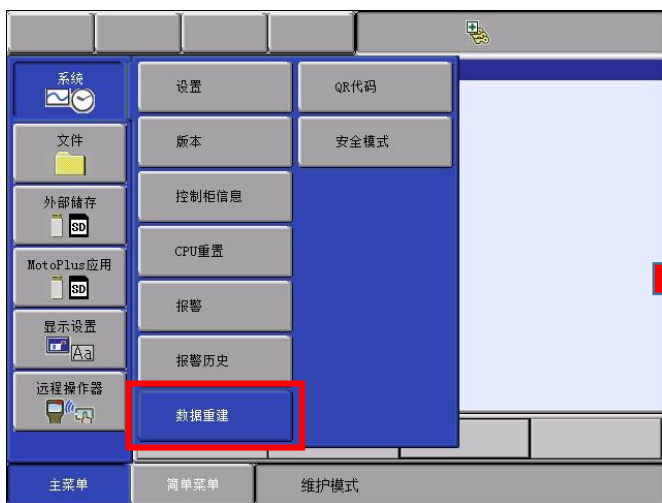 系统
设置
QR代码
文件
版本
安全模式
外部储存
SD
控制柜信息
MotoPlus应用
SD
CPU重置
显示设置
Aa
报警
报警历史
远程操作器
数据重建
主菜单
简单菜单
维护模式